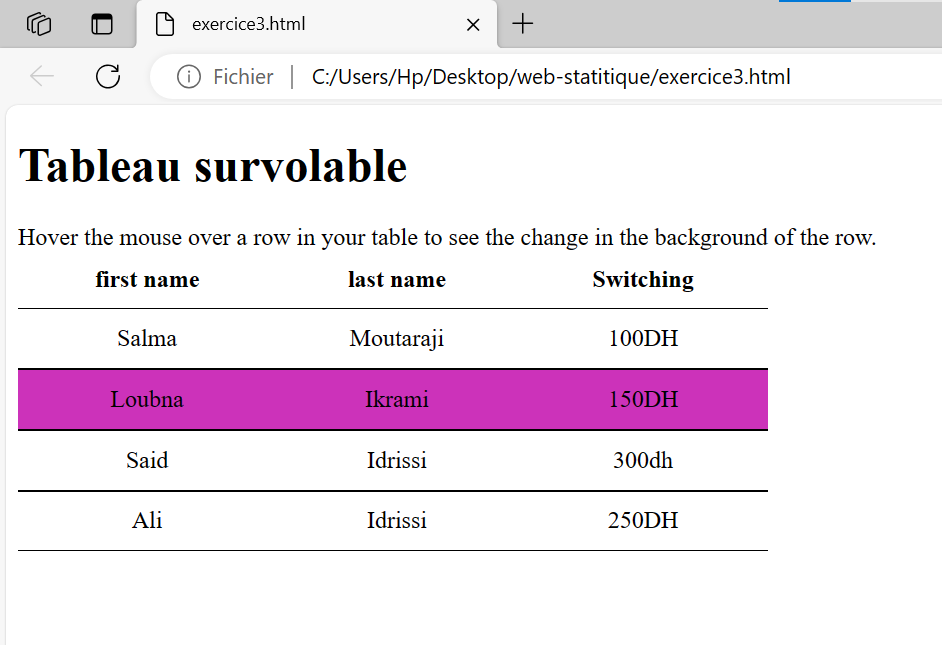 exercice3.html
Fichier C:/Users/Hp/Desktop/web-statitique/exercice3.html
Tableau survolable
Hover the mouse over a row in your table to see the change in the background of the row.
first name last name Switching
Salma Moutaraji 100DH
Loubna Ikrami 150DH
Said Idrissi 300dh
Ali Idrissi 250DH